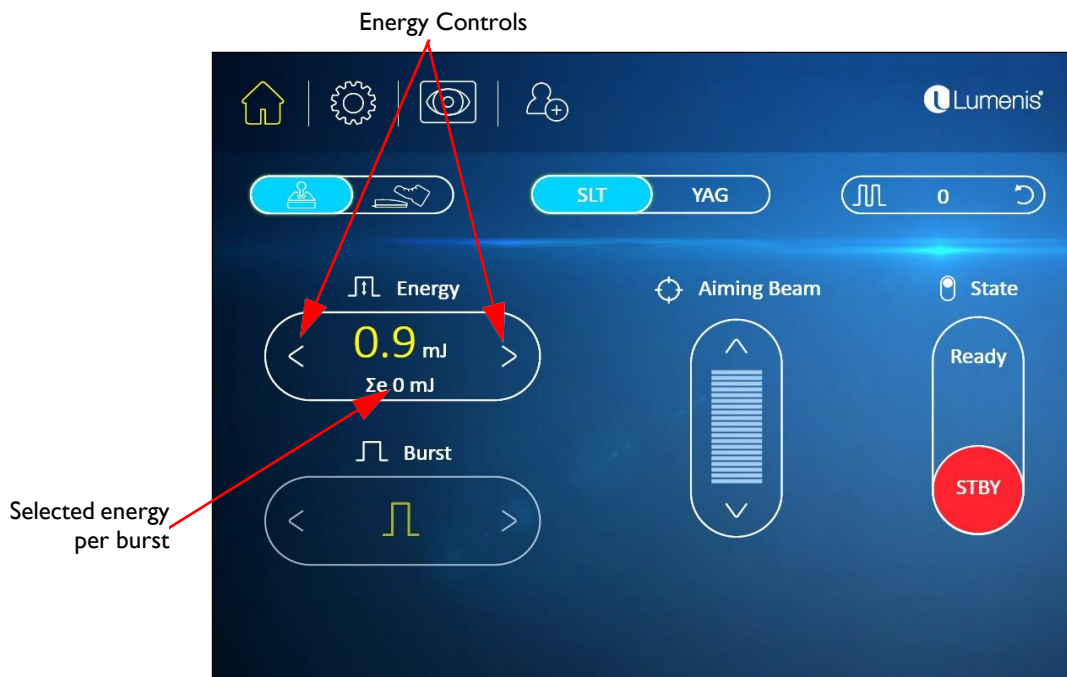 Energy Controls
Lumenis®
SLT YAG 0
Energy Aiming Beam State
0.9 mJ
Σe 0 mJ
Ready
Burst
STBY
Selected energy
per burst